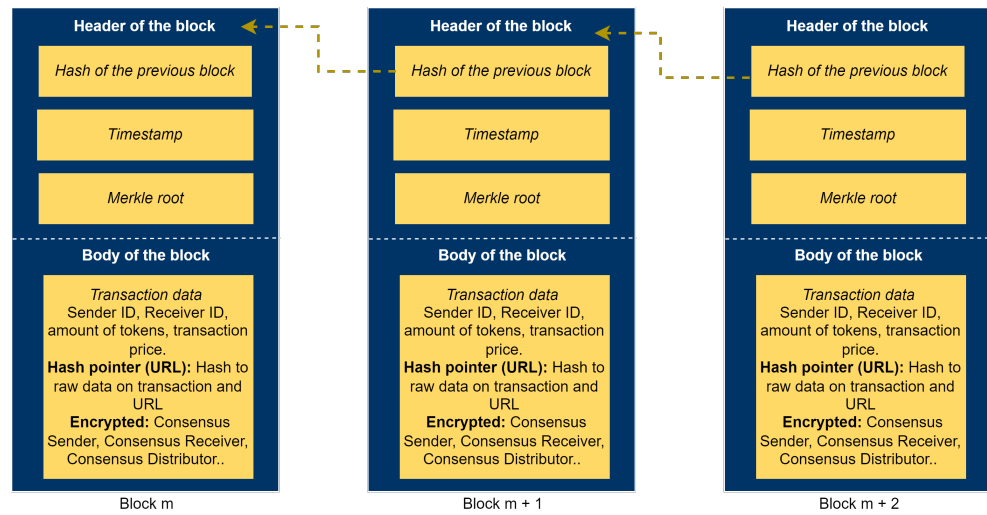 Header of the block
Hash of the previous block
Timestamp
Merkle root
Body of the block
Transaction data
Sender ID, Receiver ID,
amount of tokens, transaction
price.
Hash pointer (URL): Hash to
raw data on transaction and
URL
Encrypted: Consensus
Sender, Consensus Receiver,
Consensus Distributor..
Block m
Header of the block
Hash of the previous block
Timestamp
Merkle root
Body of the block
Transaction data
Sender ID, Receiver ID,
amount of tokens, transaction
price.
Hash pointer (URL): Hash to
raw data on transaction and
URL
Encrypted: Consensus
Sender, Consensus Receiver,
Consensus Distributor..
Block m + 1
Header of the block
Hash of the previous block
Timestamp
Merkle root
Body of the block
Transaction data
Sender ID, Receiver ID,
amount of tokens, transaction
price.
Hash pointer (URL): Hash to
raw data on transaction and
URL
Encrypted: Consensus
Sender, Consensus Receiver,
Consensus Distributor..
Block m + 2